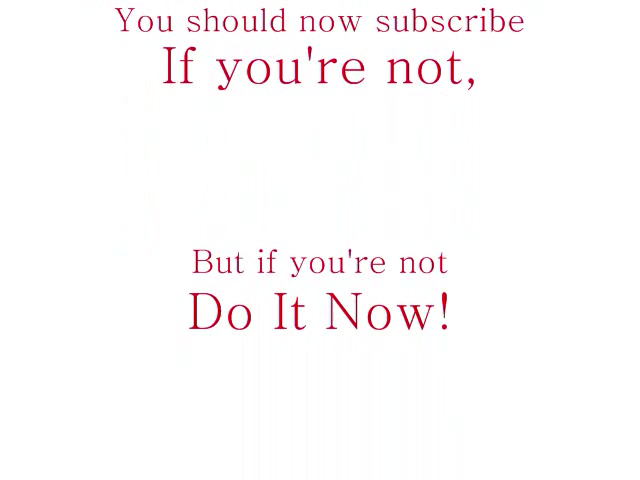 You should now subscribe
If you're not,
But if you're not
Do It Now!